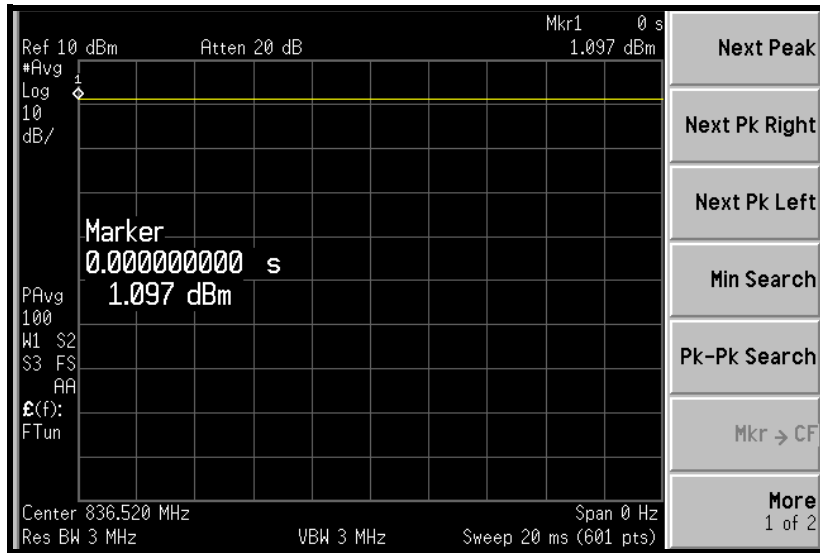 Mkr1 0 s
Ref 10 dBm Atten 20 dB 1.097 dBm
#Avg
Log
10
dB/
1
Marker
0.000000000 s
1.097 dBm
PAvg
100
W1 S2
S3 FS
AA
£(f):
FTun
Center 836.520 MHz Span 0 Hz
Res BW 3 MHz VBW 3 MHz Sweep 20 ms (601 pts)
Next Peak
Next Pk Right
Next Pk Left
Min Search
Pk-Pk Search
Mkr → CF
More
1 of 2